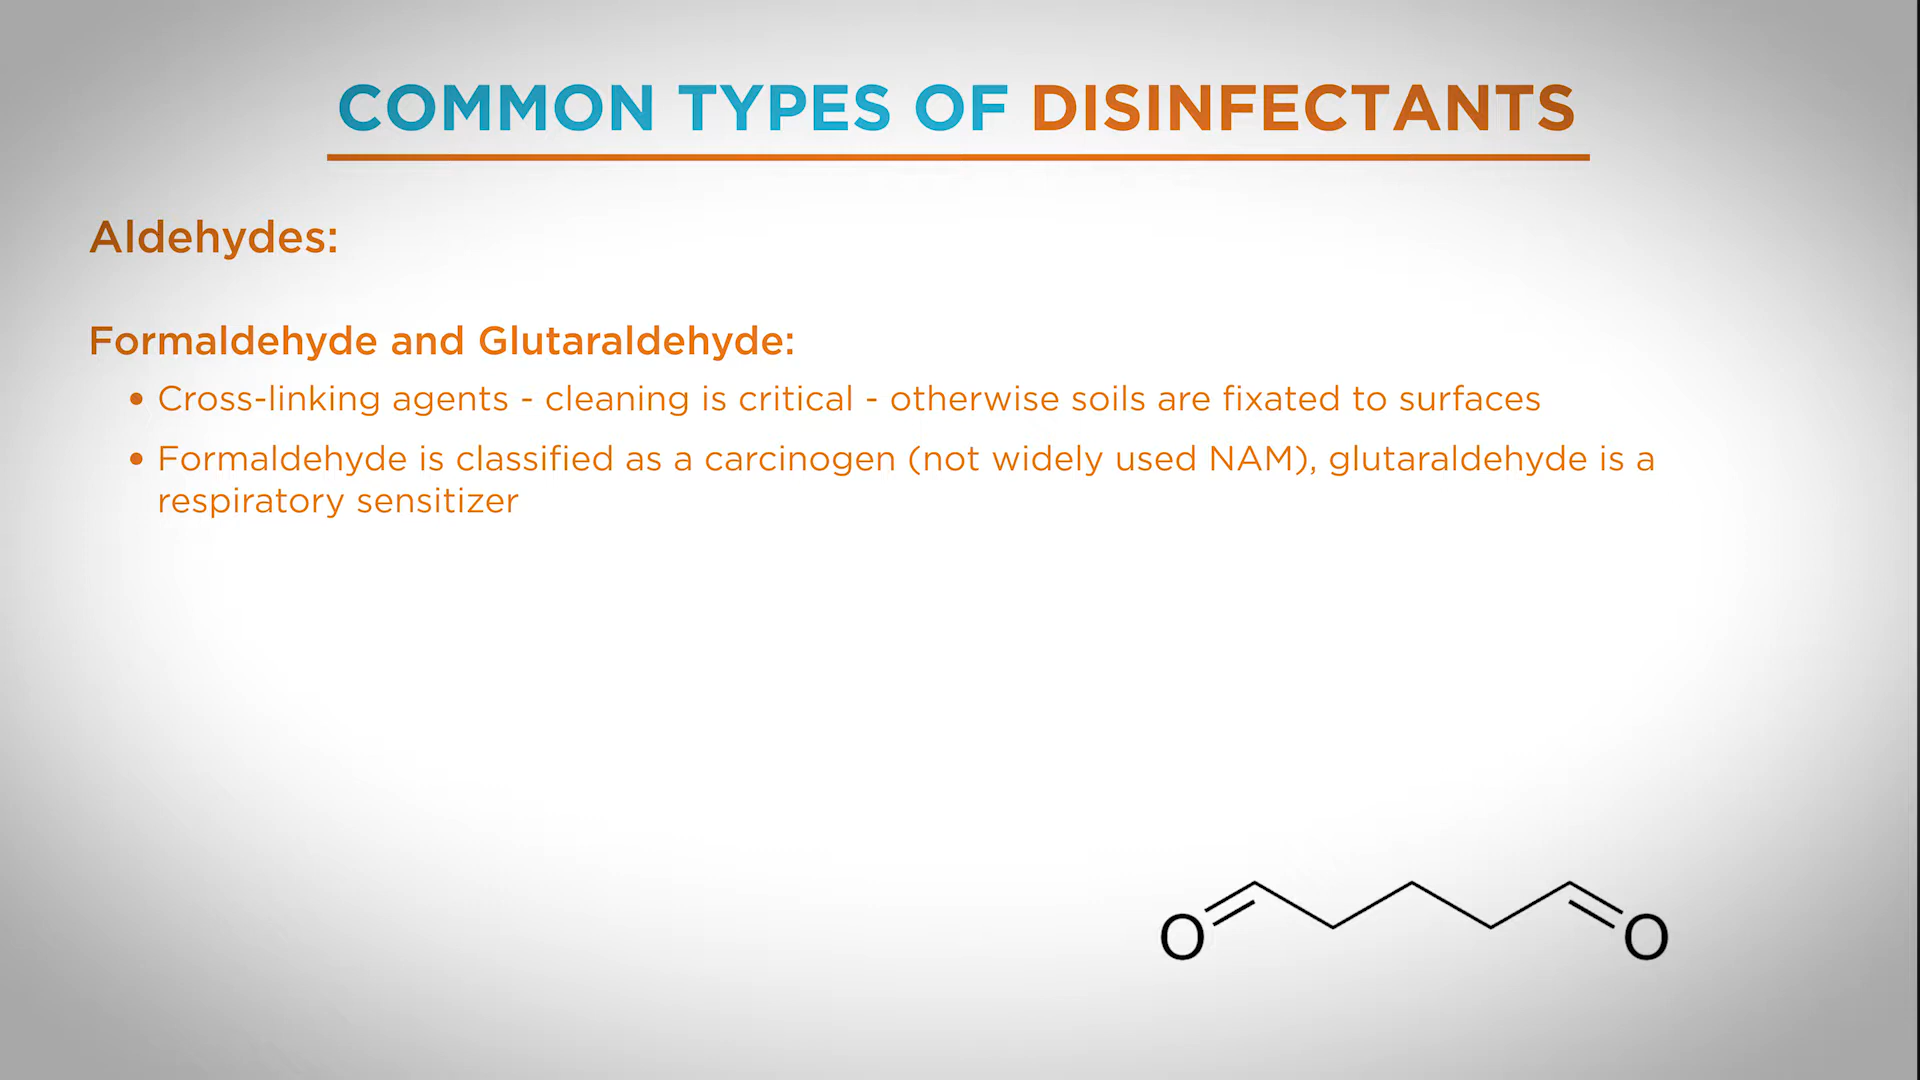 COMMON TYPES OF DISINFECTANTS
Aldehydes:
Formaldehyde and Glutaraldehyde:
• Cross-linking agents - cleaning is critical - otherwise soils are fixated to surfaces
• Formaldehyde is classified as a carcinogen (not widely used NAM), glutaraldehyde is a
respiratory sensitizer
O O